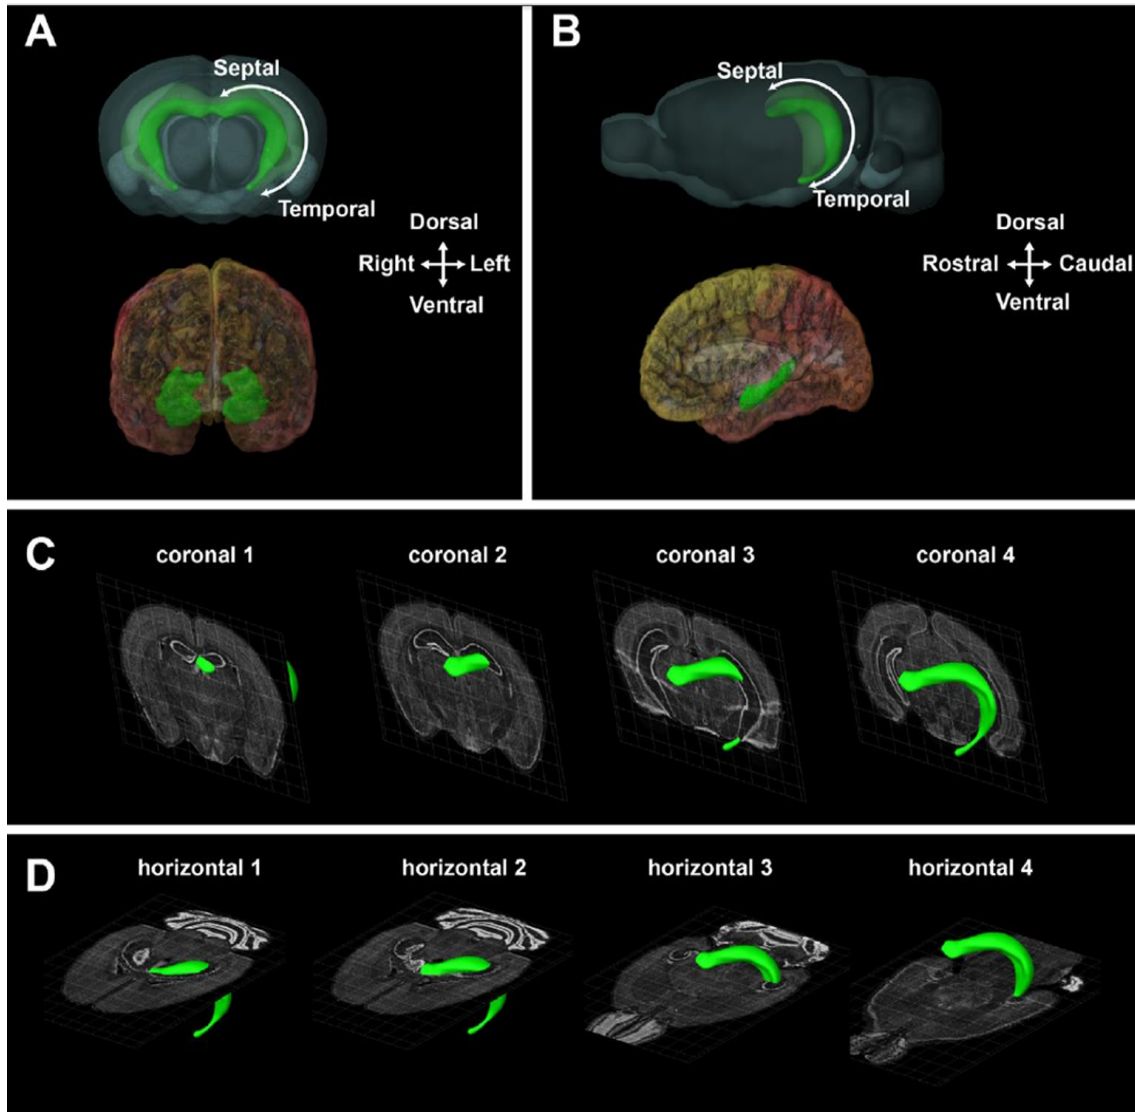 A
Septal
Temporal
Dorsal
Right Left
Ventral
B
Septal
Temporal
Dorsal
Rostral Caudal
Ventral
C
coronal 1 coronal 2 coronal 3 coronal 4
D
horizontal 1 horizontal 2 horizontal 3 horizontal 4